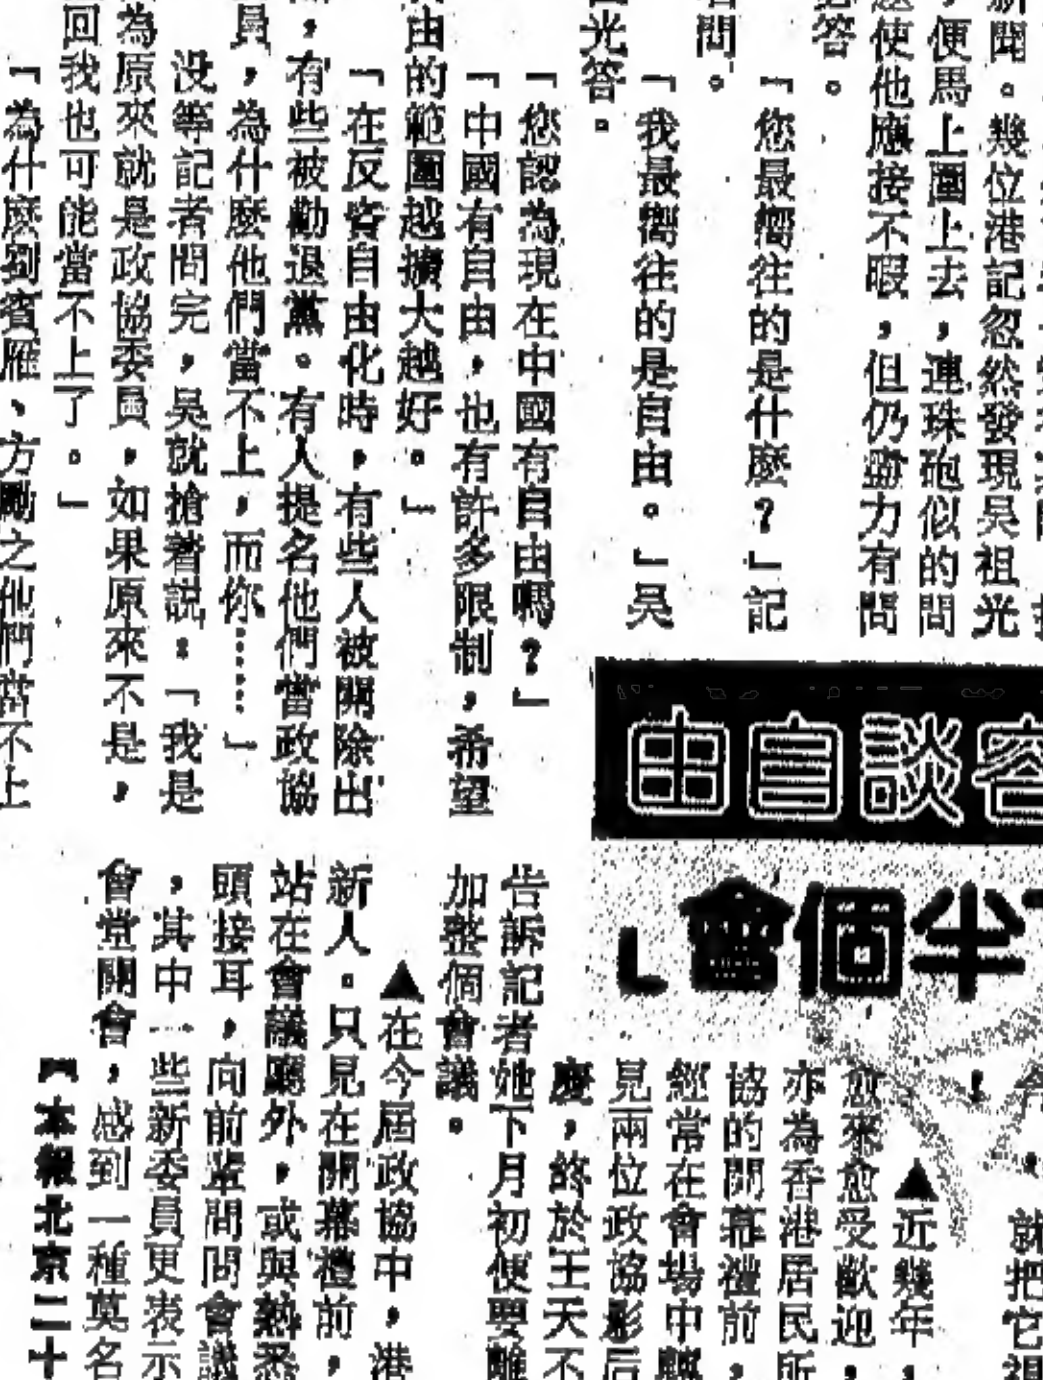 新聞。幾位港記忽然發現吳祖光
，便馬上圍上去，連珠砲似的問
使他應接不暇，但仍盡力有問
必答。
「您最嚮往的是什麼？」記
者問。
「我最嚮往的是自由。」吳
祖光答。
「您認為現在中國有自由嗎？」
「中國有自由，也有許多限制，希望
自由的範圍越擴大越好。」
「在反資自由化時，有些人被開除出
，有些被勸退黨。有人提名他們當政協
員，為什麼他們當不上，而你……」
沒等記者問完，吳就搶着説：「我是
為原來就是政協委員，如果原來不是，
回我也可能當不上了。」
「為什麼劉賓雁、方勵之他們當不上
容談自由
半個會」
就把它
▲近幾年，
愈來愈受歡迎，
亦為香港居民所
協的開幕禮前，
經常在會場中
見兩位政協影后
慶，終於王天不
告訴記者她下月初便要離
加整個會議。
▲在今屆政協中，港
新人。只見在開幕禮前，
站在會議廳外，或與熟悉
頭接耳，向前輩問問會議
，其中一些新委員更表示
會堂開會，感到一種莫名
【本報北京二十